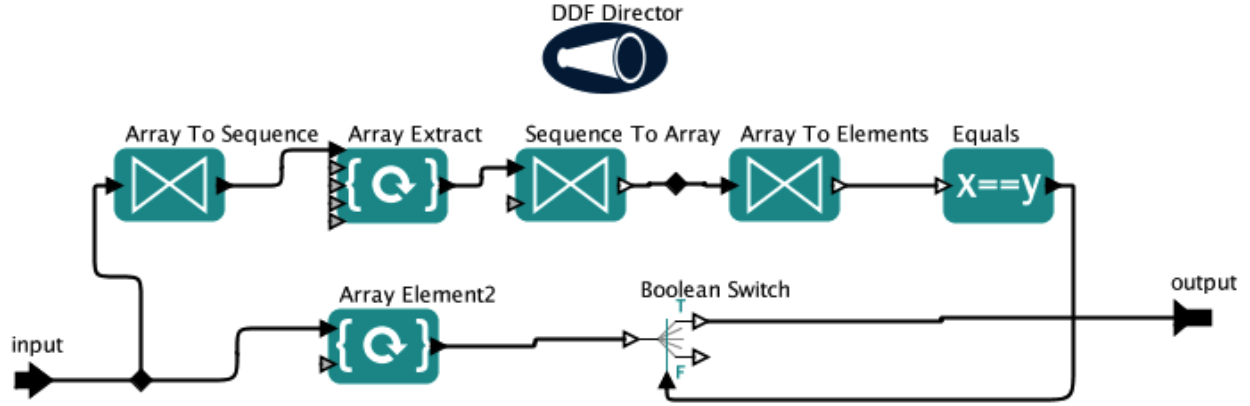 DDF Director
Array To Sequence
Array Extract
Sequence To Array
Array To Elements
Equals
{ }
x==y
Array Element2
Boolean Switch
output
T
input
{ }
F